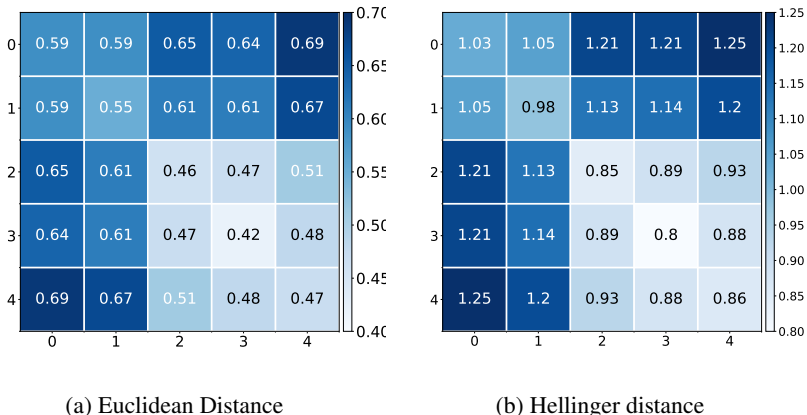 0 0.59 0.59 0.65 0.64 0.69
1 0.59 0.55 0.61 0.61 0.67
2 0.65 0.61 0.46 0.47 0.51
3 0.64 0.61 0.47 0.42 0.48
4 0.69 0.67 0.51 0.48 0.47
0 1 2 3 4
0.70
0.65
0.60
0.55
0.50
0.45
0.40
(a) Euclidean Distance
0 1.03 1.05 1.21 1.21 1.25
1 1.05 0.98 1.13 1.14 1.2
2 1.21 1.13 0.85 0.89 0.93
3 1.21 1.14 0.89 0.8 0.88
4 1.25 1.2 0.93 0.88 0.86
0 1 2 3 4
1.25
1.20
1.15
1.10
1.05
1.00
0.95
0.90
0.85
0.80
(b) Hellinger distance